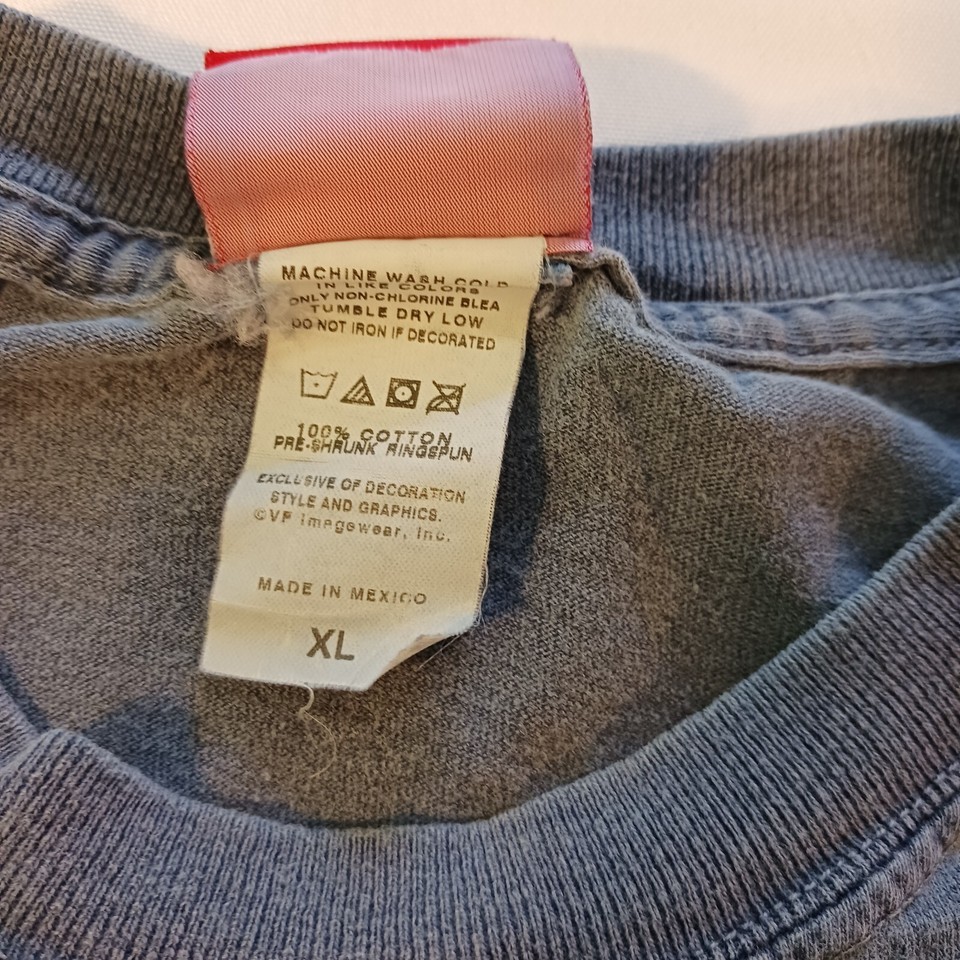 MACHINE WASH COLD
IN LIKE COLORS
ONLY NON-CHLORINE BLEA
TUMBLE DRY LOW
DO NOT IRON IF DECORATED
100% COTTON
PRE-SHRUNK RINGSPUN
EXCLUSIVE OF DECORATION
STYLE AND GRAPHICS.
©VF Imagewear, Inc.
MADE IN MEXICO
XL